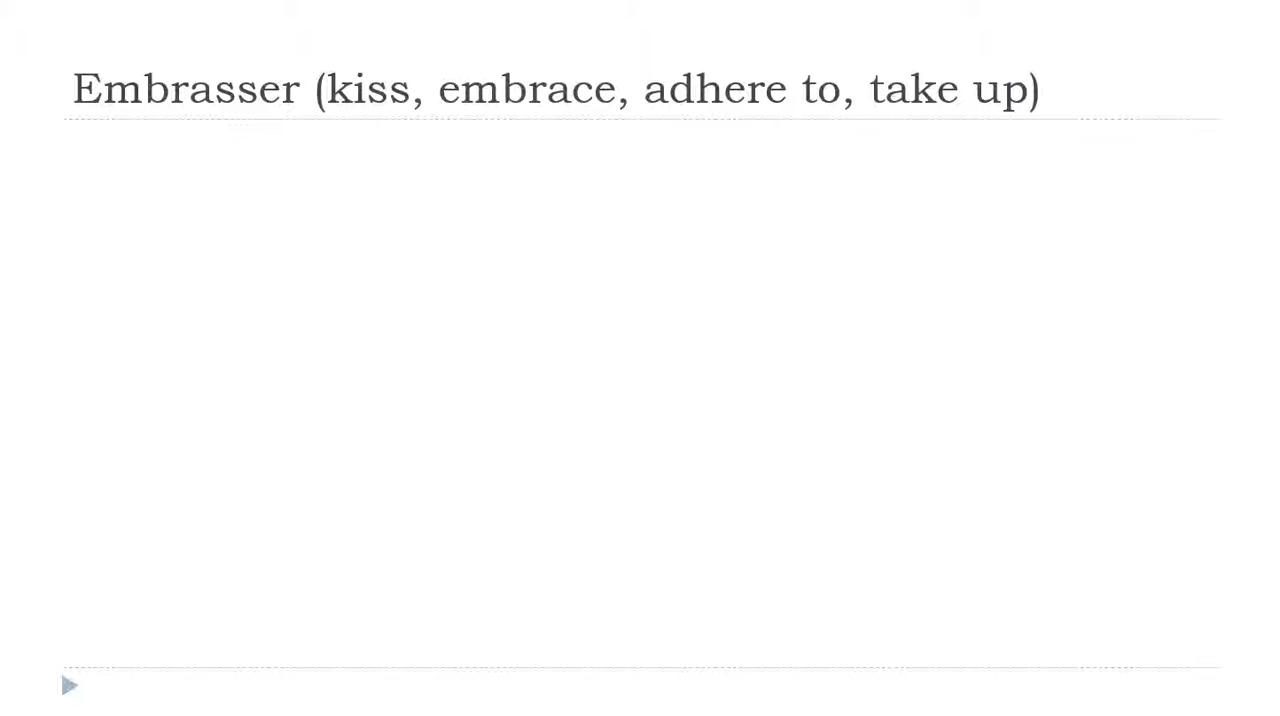 Embrasser (kiss, embrace, adhere to, take up)